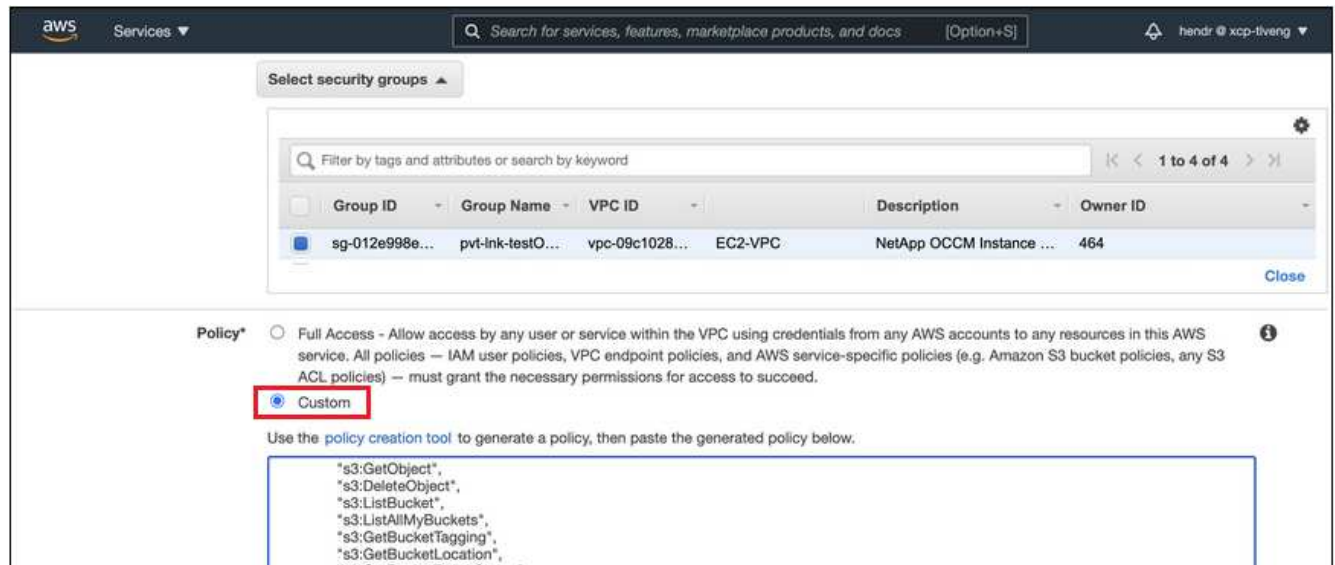 aws Services ▼ Search for services, features, marketplace products, and docs [Option+S] hendr @ xcp-tlveng ▼
Select security groups ▲
Filter by tags and attributes or search by keyword |< < 1 to 4 of 4 > >|
Group ID Group Name VPC ID Description Owner ID
sg-012e998e... pvt-lnk-testO... vpc-09c1028... EC2-VPC NetApp OCCM Instance ... 464
Close
Policy* Full Access - Allow access by any user or service within the VPC using credentials from any AWS accounts to any resources in this AWS
service. All policies — IAM user policies, VPC endpoint policies, and AWS service-specific policies (e.g. Amazon S3 bucket policies, any S3
ACL policies) — must grant the necessary permissions for access to succeed.
Custom
Use the policy creation tool to generate a policy, then paste the generated policy below.
"s3:GetObject",
"s3:DeleteObject",
"s3:ListBucket",
"s3:ListAllMyBuckets",
"s3:GetBucketTagging",
"s3:GetBucketLocation",